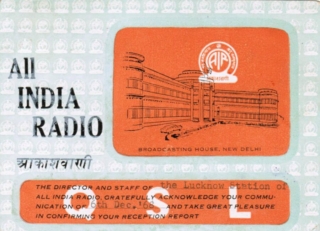 All
INDIA
RADIO
आकाशवाणी
BROADCASTING HOUSE, NEW DELHI
THE DIRECTOR AND STAFF OF the Lucknow Station of
ALL INDIA RADIO, GRATEFULLY ACKNOWLEDGE YOUR COMMU-
NICATION OF Dec. AND TAKE GREAT PLEASURE
IN CONFIRMING YOUR RECEPTION REPORT
S L